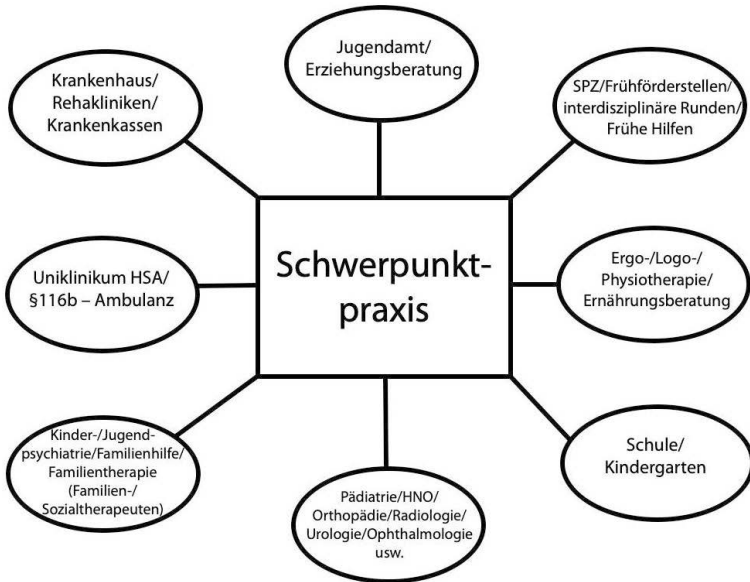 Jugendamt/
Erziehungsberatung
Krankenhaus/
Rehakliniken/
Krankenkassen
SPZ/Frühförderstellen/
interdisziplinäre Runden/
Frühe Hilfen
Schwerpunkt-
praxis
Uniklinikum HSA/
§116b – Ambulanz
Ergo-/Logo-/
Physiotherapie/
Ernährungsberatung
Kinder-/Jugend-
psychiatrie/Familienhilfe/
Familientherapie
(Familien-/
Sozialtherapeuten)
Pädiatrie/HNO/
Orthopädie/Radiologie/
Urologie/Ophthalmologie
usw.
Schule/
Kindergarten